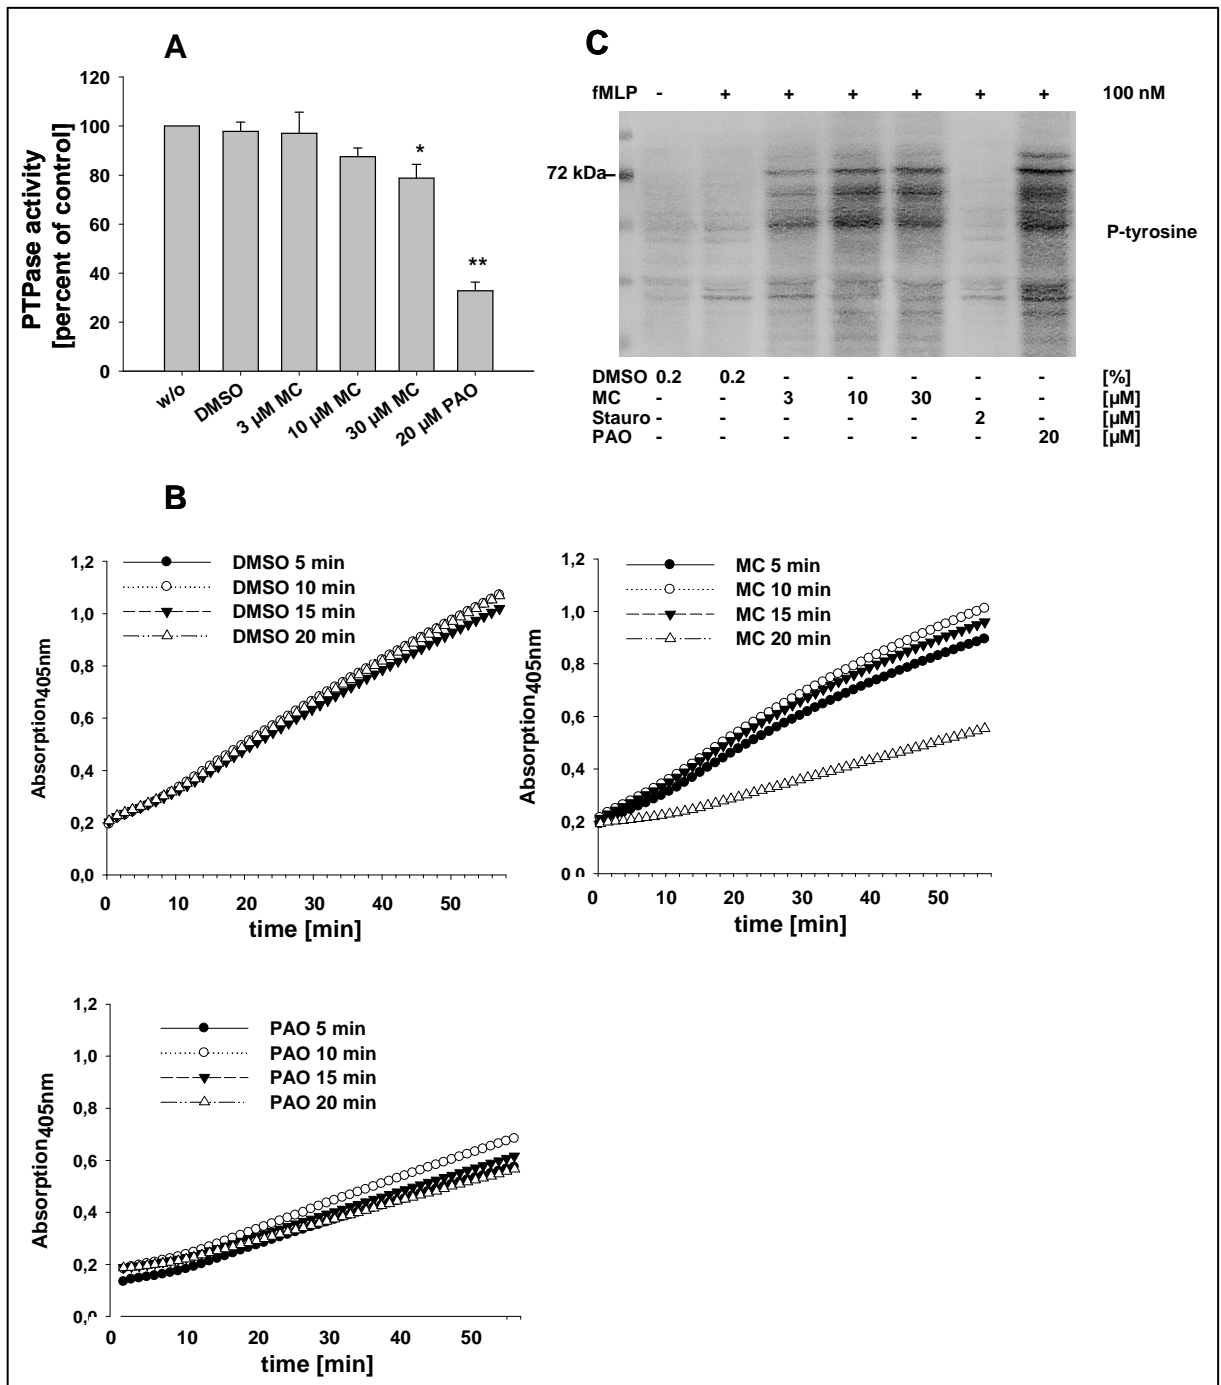 A
120
100
80
60
40
20
0
PTPase activity
[percent of control]
*
**
w/o
DMSO
3 µM MC
10 µM MC
30 µM MC
20 µM PAO
C
fMLP - + + + + + + 100 nM
72 kDa
P-tyrosine
DMSO 0.2 0.2 - - - - - [%]
MC - - 3 10 30 - - [µM]
Stauro - - - - - 2 - [µM]
PAO - - - - - - 20 [µM]
B
DMSO 5 min
DMSO 10 min
DMSO 15 min
DMSO 20 min
1,2
1,0
0,8
0,6
0,4
0,2
0,0
Absorption405nm
0 10 20 30 40 50
time [min]
MC 5 min
MC 10 min
MC 15 min
MC 20 min
1,2
1,0
0,8
0,6
0,4
0,2
0,0
Absorption405nm
0 10 20 30 40 50
time [min]
PAO 5 min
PAO 10 min
PAO 15 min
PAO 20 min
1,2
1,0
0,8
0,6
0,4
0,2
0,0
Absorption405nm
0 10 20 30 40 50
time [min]